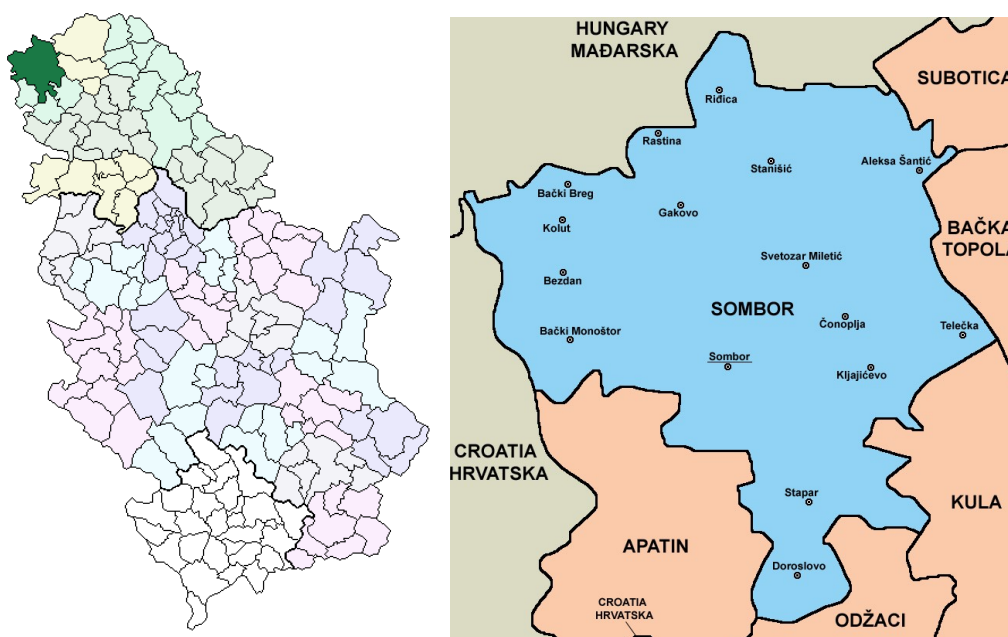 HUNGARY
MAĐARSKA
SUBOTICA
Riđica
Rastina
Stanišić
Aleksa Šantić
Bački Breg
Gakovo
Kolut
BAČKA
TOPOLA
Svetozar Miletić
Bezdan
SOMBOR
Čonoplja
Telečka
Bački Monoštor
Sombor
Kljajićevo
CROATIA
HRVATSKA
Stapar
KULA
APATIN
Doroslovo
CROATIA
HRVATSKA
ODŽACI